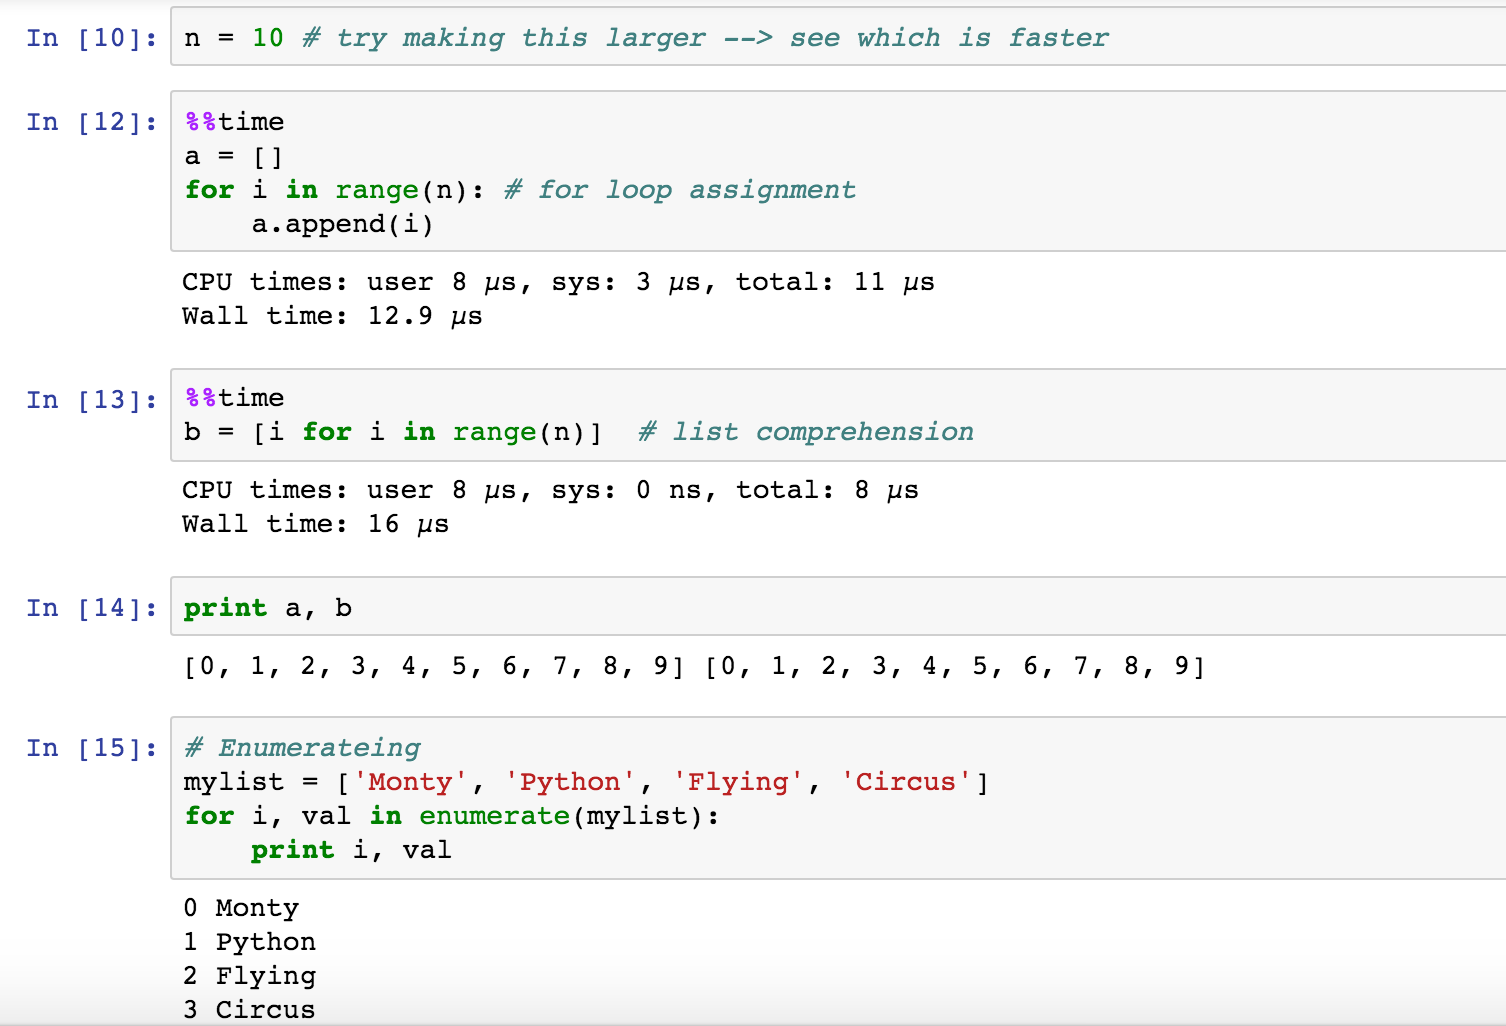 In [10]: n = 10 # try making this larger --> see which is faster
In [12]: %%time
a = []
for i in range(n): # for loop assignment
    a.append(i)
CPU times: user 8 µs, sys: 3 µs, total: 11 µs
Wall time: 12.9 µs
In [13]: %%time
b = [i for i in range(n)]  # list comprehension
CPU times: user 8 µs, sys: 0 ns, total: 8 µs
Wall time: 16 µs
In [14]: print a, b
[0, 1, 2, 3, 4, 5, 6, 7, 8, 9] [0, 1, 2, 3, 4, 5, 6, 7, 8, 9]
In [15]: # Enumerateing
mylist = ['Monty', 'Python', 'Flying', 'Circus']
for i, val in enumerate(mylist):
    print i, val
0 Monty
1 Python
2 Flying
3 Circus